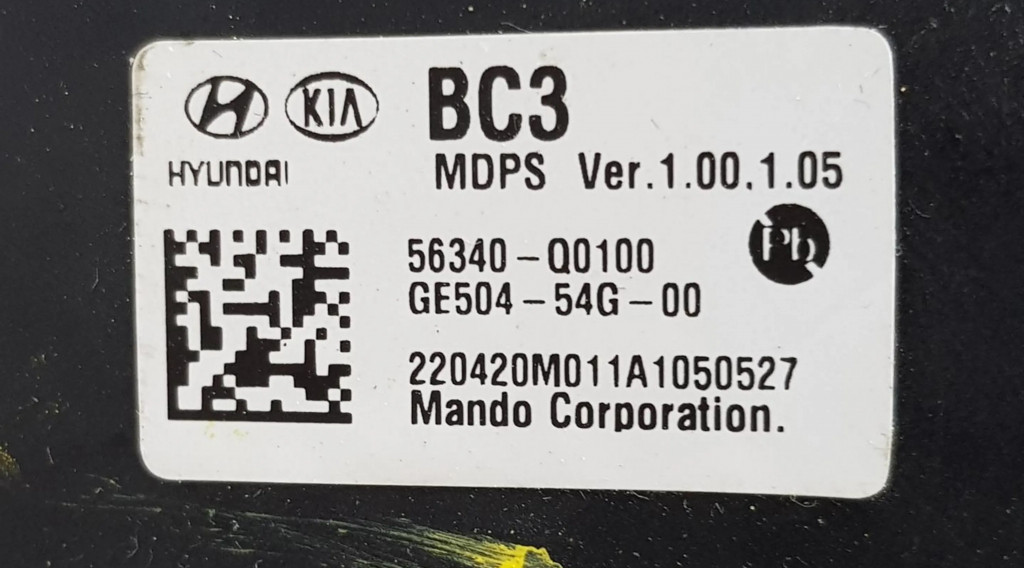 KIA BC3
HYUNDAI
MDPS Ver.1.00.1.05
Pb
56340-Q0100
GE504-54G-00
220420M011A1050527
Mando Corporation.